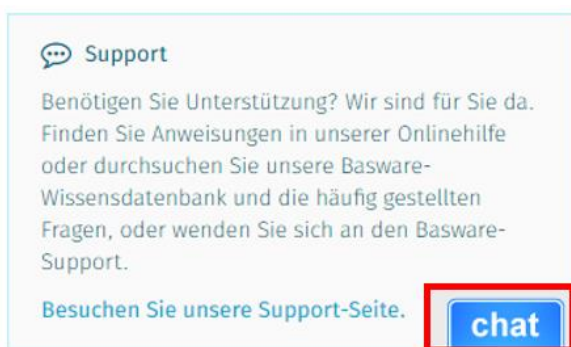 Support
Benötigen Sie Unterstützung? Wir sind für Sie da.
Finden Sie Anweisungen in unserer Onlinehilfe
oder durchsuchen Sie unsere Basware-
Wissensdatenbank und die häufig gestellten
Fragen, oder wenden Sie sich an den Basware-
Support.
Besuchen Sie unsere Support-Seite.
chat